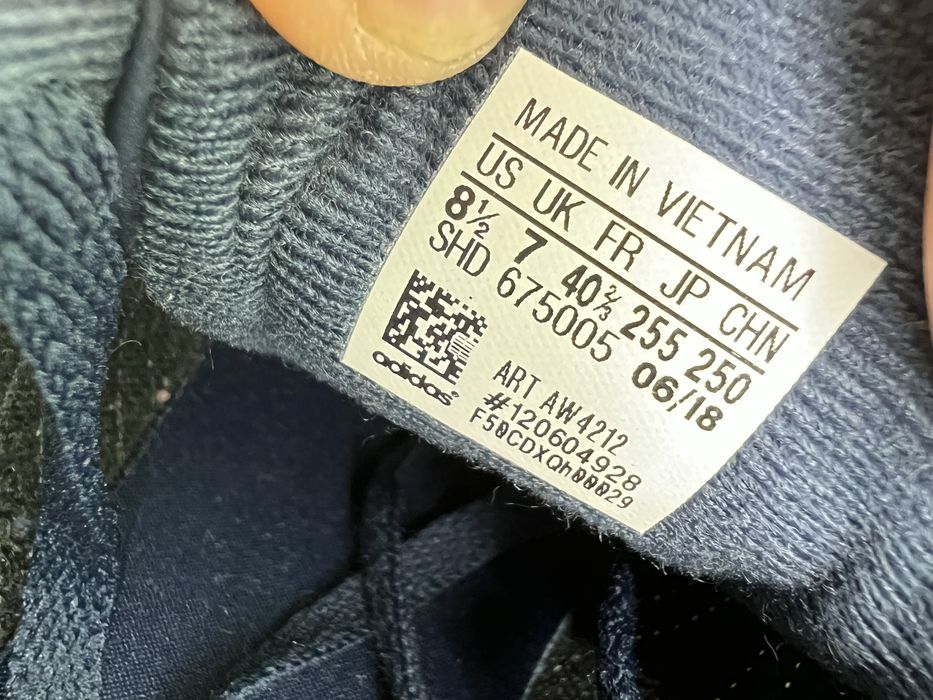 MADE IN VIETNAM
US UK FR JP CHN
8½ 7 40⅔ 255 250
SHD 675005 06/18
ART AW4212
#120604928
F50CDXQh00029
adidas